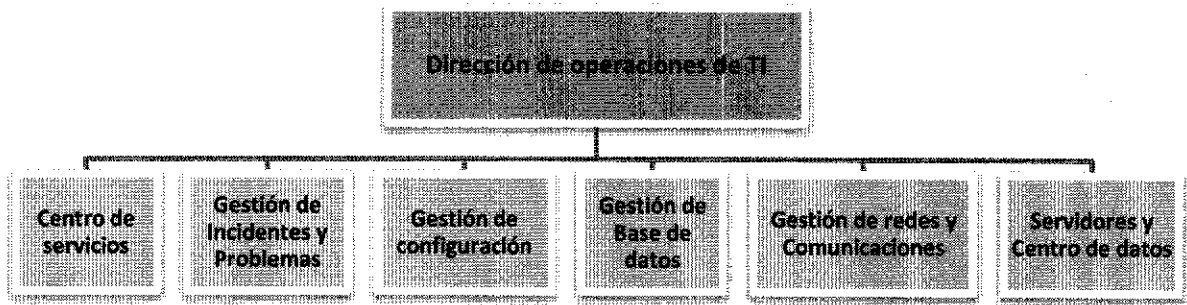 Dirección de operaciones de TI
Centro de
servicios
Gestión de
Incidentes y
Problemas
Gestión de
configuración
Gestión de
Base de
datos
Gestión de redes y
Comunicaciones
Servidores y
Centro de datos